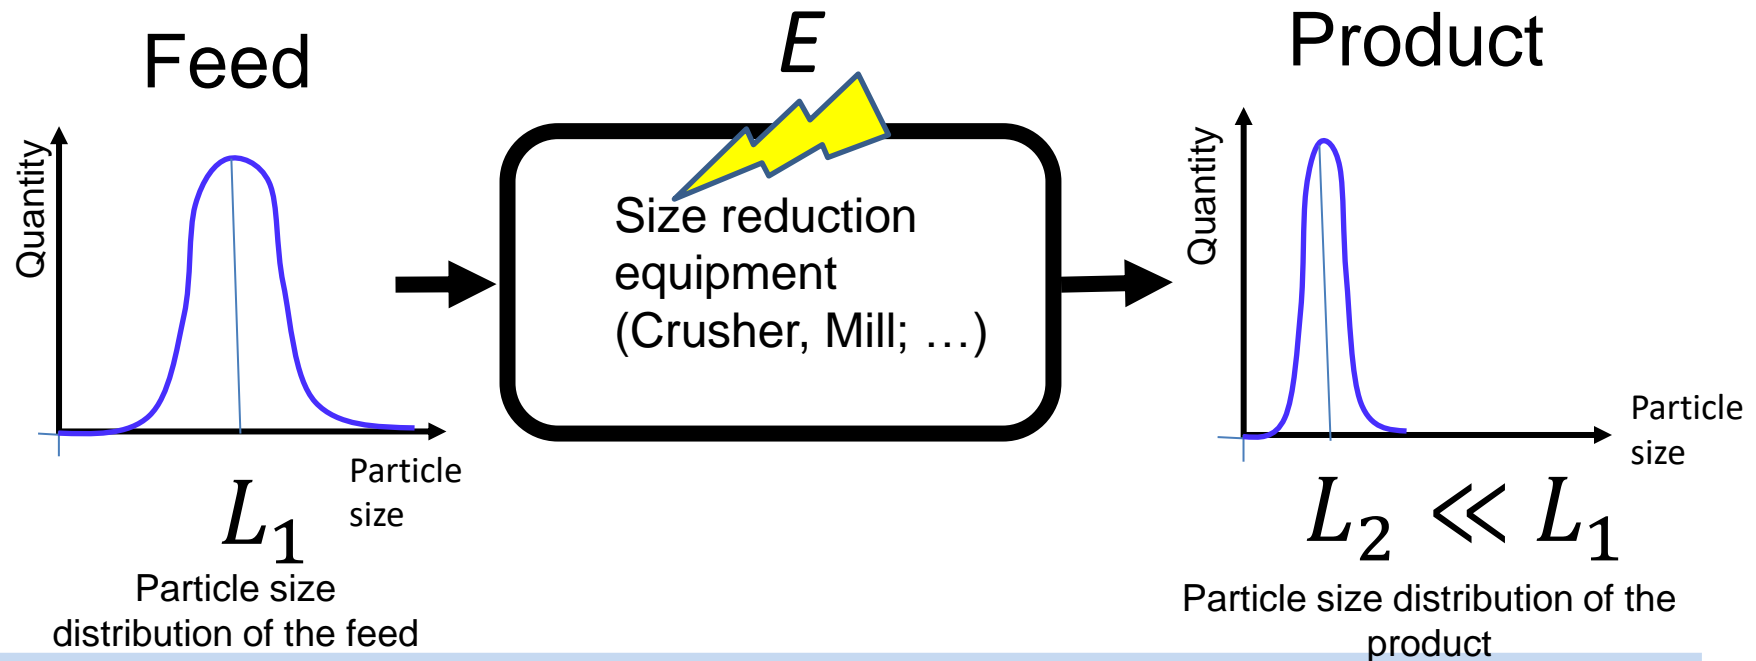 Feed
E
Product
Quantity
Size reduction
equipment
(Crusher, Mill; …)
Quantity
Particle
size
Particle
size
L₁
L₂ ≪ L₁
Particle size
distribution of the feed
Particle size distribution of the
product